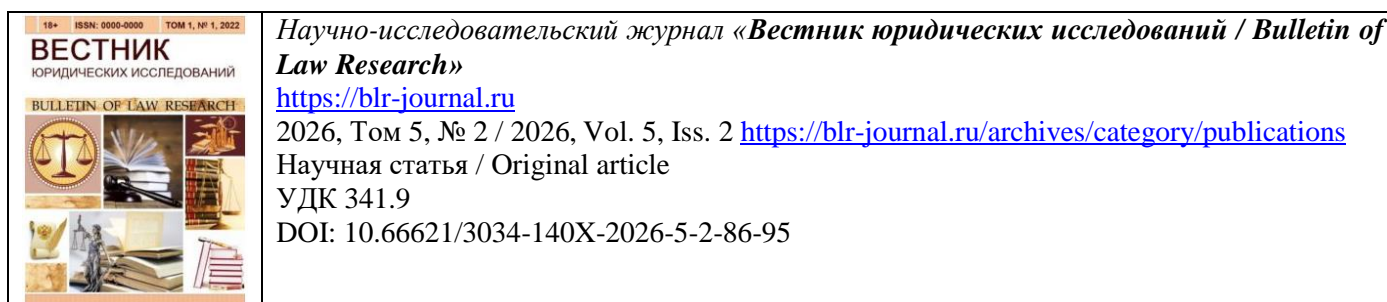 18+ ISSN: 0000-0000 ТОМ 1, № 1, 2022
ВЕСТНИК
ЮРИДИЧЕСКИХ ИССЛЕДОВАНИЙ
BULLETIN OF LAW RESEARCH
Научно-исследовательский журнал «Вестник юридических исследований / Bulletin of
Law Research»
https://blr-journal.ru
2026, Том 5, № 2 / 2026, Vol. 5, Iss. 2 https://blr-journal.ru/archives/category/publications
Научная статья / Original article
УДК 341.9
DOI: 10.66621/3034-140X-2026-5-2-86-95